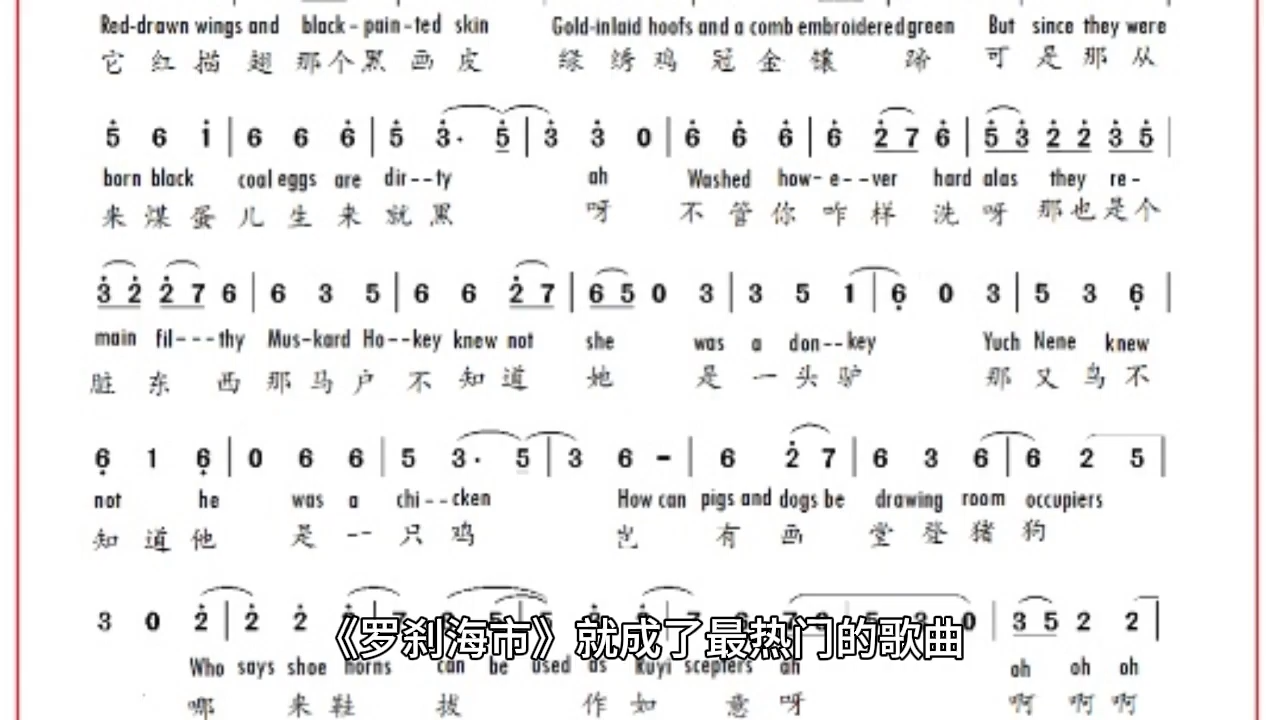 Red-drawn wings and black-pain-ted skin Gold-inlaid hoofs and a comb embroidered green But since they were
它 红 描 翅 那个黑 画 皮 绿 绣 鸡 冠 金 镶 蹄 可 是 那 从
5 6 i | 6 6 6 | 5 3· 5 | 3 3 0 | 6 6 6 | 6 2 7 6 | 5 3 2 2 3 5 |
born black coal eggs are dir--ty ah Washed how-e--ver hard alas they re-
来 煤 蛋 儿 生 来 就 黑 呀 不 管 你 咋 样 洗 呀 那也是个
3 2 2 7 6 | 6 3 5 | 6 6 2 7 | 6 5 0 3 | 3 5 1 | 6 0 3 | 5 3 6 |
main fil---thy Mus-kard Ho--key knew not she was a don--key Yuch Nene knew
脏 东 西 那 马 户 不 知 道 她 是 一 头 驴 那 又 鸟 不
6 1 6 | 0 6 6 | 5 3· 5 | 3 6 - | 6 2 7 | 6 3 6 | 6 2 5 |
not he was a chi--cken How can pigs and dogs be drawing room occupiers
知 道 他 是 -- 只 鸡 岂 有 画 堂 登 猪 狗
3 0 2 | 2 2 0 3 5 2 2
Who says shoe horns can be used as Ruyi scepters ah oh oh oh
哪 来 鞋 拔 作 如 意 呀 啊 啊 啊
《罗刹海市》就成了最热门的歌曲